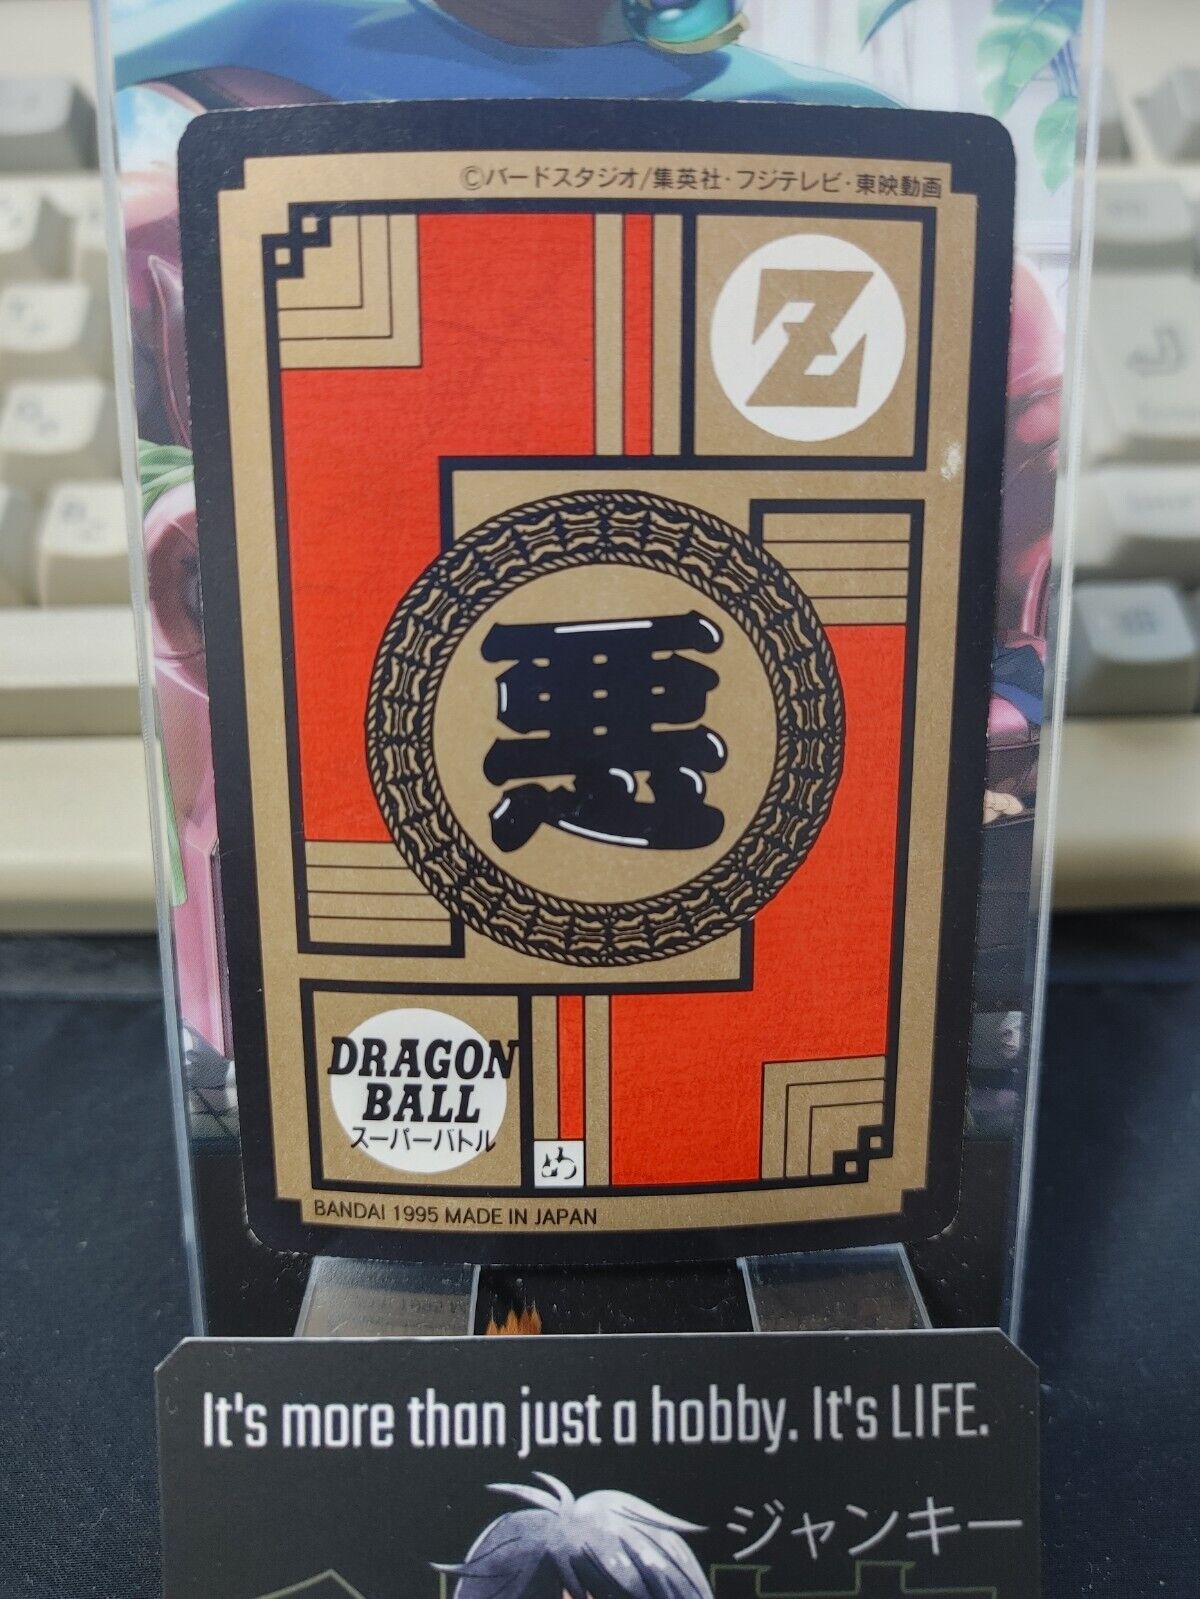 ©バードスタジオ/集英社・フジテレビ・東映動画
Z
悪
DRAGON
BALL
スーパーバトル
め
BANDAI 1995 MADE IN JAPAN
It's more than just a hobby. It's LIFE.
ジャンキー